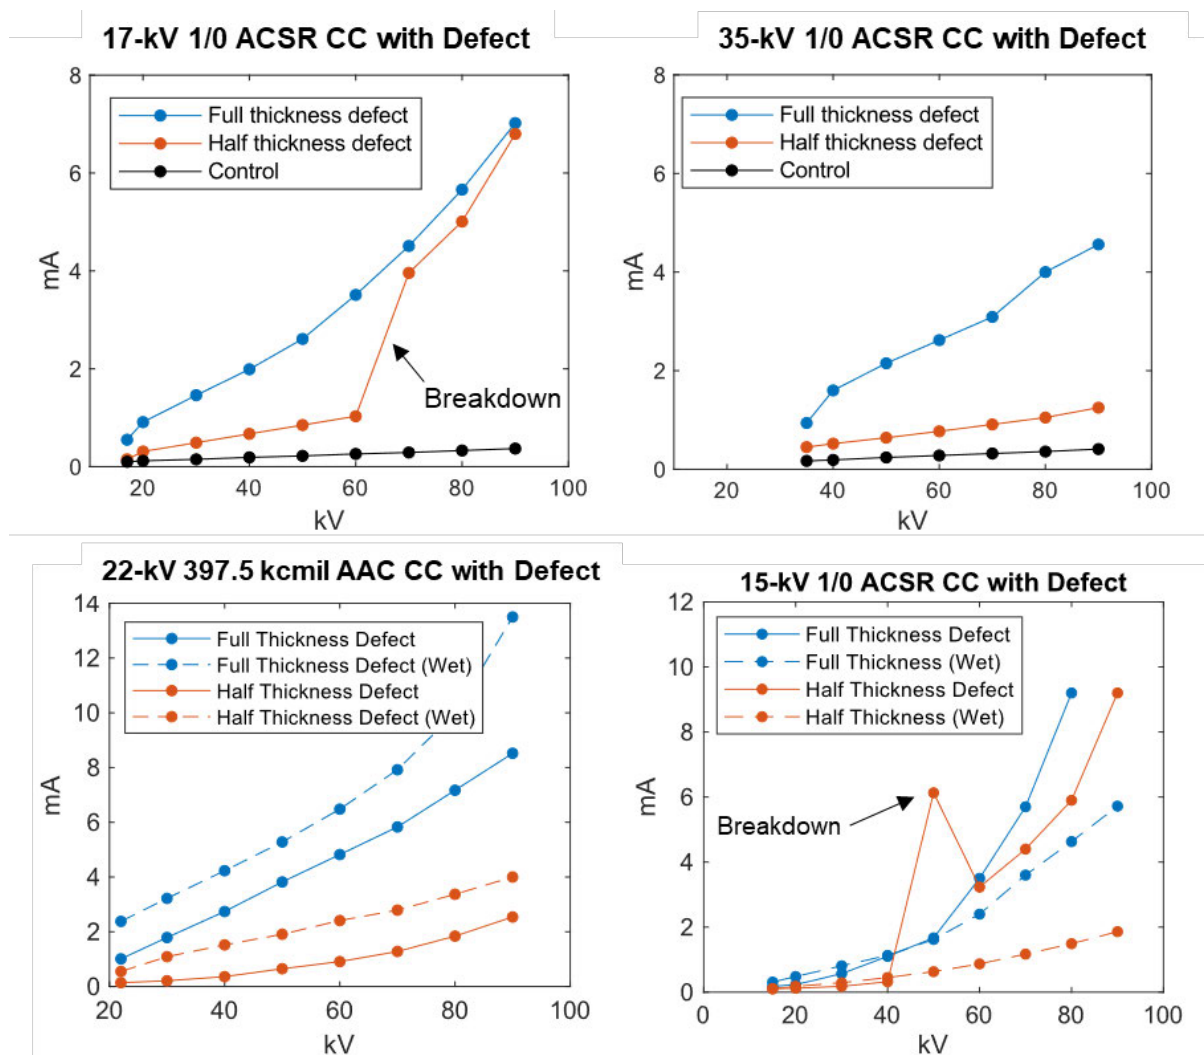 17-kV 1/0 ACSR CC with Defect
8
6
4
2
0
mA
Full thickness defect
Half thickness defect
Control
Breakdown
20 40 60 80 100
kV
35-kV 1/0 ACSR CC with Defect
8
6
4
2
0
mA
Full thickness defect
Half thickness defect
Control
20 40 60 80 100
kV
22-kV 397.5 kcmil AAC CC with Defect
14
12
10
8
6
4
2
0
mA
Full Thickness Defect
Full Thickness Defect (Wet)
Half Thickness Defect
Half Thickness Defect (Wet)
40 60 80 100
kV
15-kV 1/0 ACSR CC with Defect
12
10
8
6
4
2
0
mA
Full Thickness Defect
Full Thickness (Wet)
Half Thickness Defect
Half Thickness (Wet)
Breakdown
0 20 40 60 80 100
kV